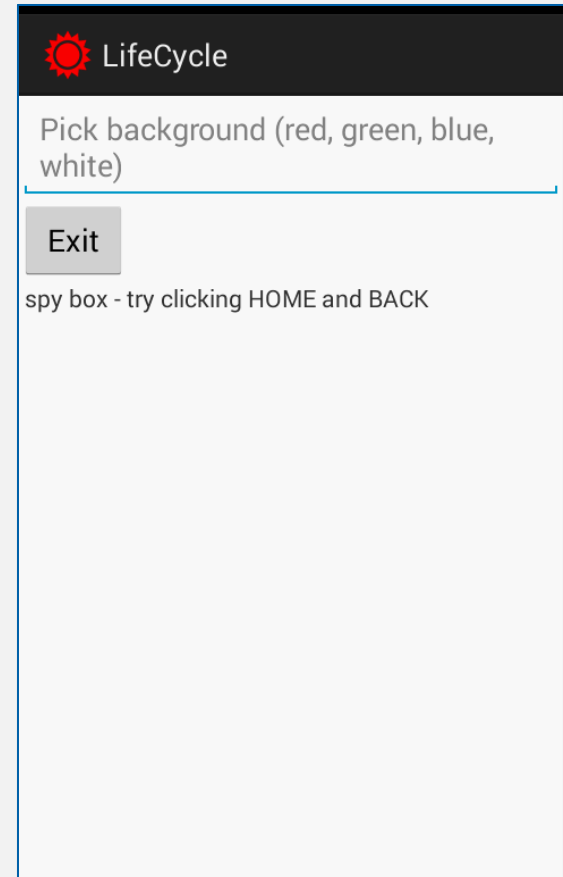 LifeCycle
Pick background (red, green, blue,
white)
Exit
spy box - try clicking HOME and BACK